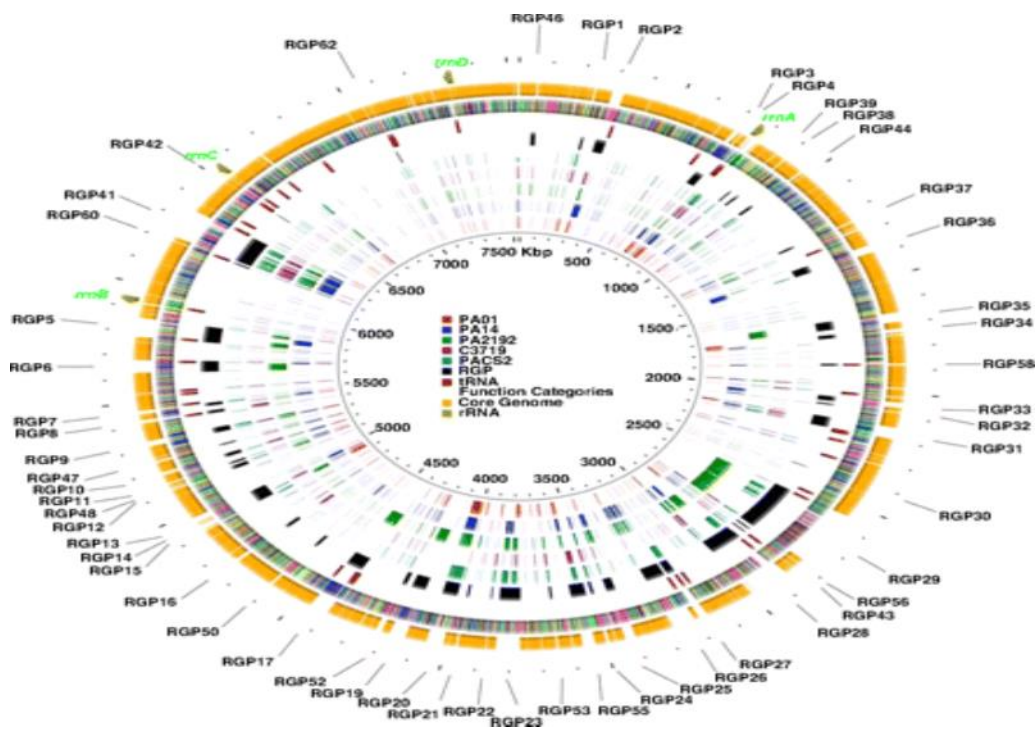 RGP46
RGP1
RGP2
RGP62
rrnD
RGP3
RGP4
rrnA
RGP39
RGP38
RGP44
RGP42
rrnC
RGP37
RGP41
RGP36
RGP60
7500 Kbp
7000
500
6500
1000
rrnB
RGP5
RGP35
RGP34
6000
1500
PA01
PA14
PA2192
C3719
PACS2
RGP
tRNA
Function Categories
Core Genome
rRNA
RGP6
RGP58
5500
2000
RGP7
RGP8
RGP33
RGP32
RGP31
5000
2500
RGP9
RGP47
RGP10
RGP11
RGP48
RGP12
4500
4000
3500
3000
RGP30
RGP13
RGP14
RGP15
RGP29
RGP16
RGP56
RGP43
RGP28
RGP50
RGP17
RGP27
RGP26
RGP52
RGP19
RGP20
RGP21
RGP22
RGP23
RGP53
RGP55
RGP24
RGP25